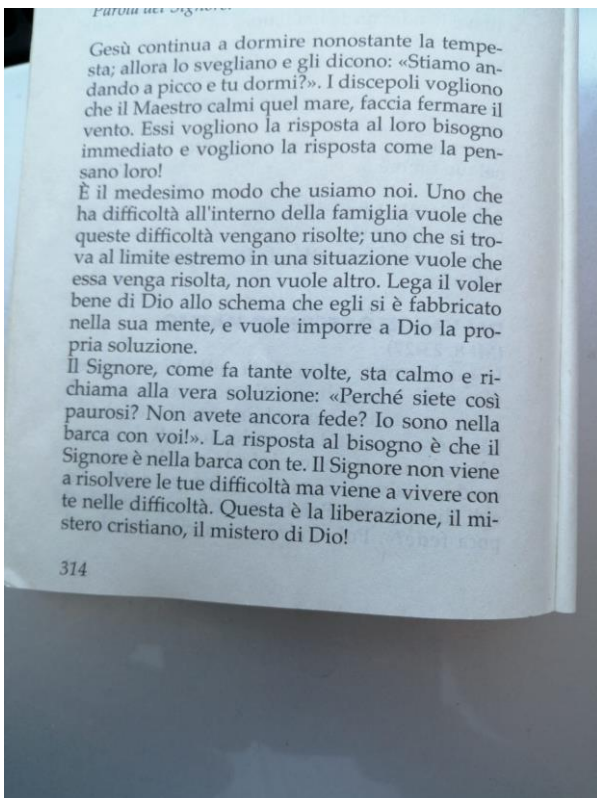 Parola del Signore.
Gesù continua a dormire nonostante la tempe-
sta; allora lo svegliano e gli dicono: «Stiamo an-
dando a picco e tu dormi?». I discepoli vogliono
che il Maestro calmi quel mare, faccia fermare il
vento. Essi vogliono la risposta al loro bisogno
immediato e vogliono la risposta come la pen-
sano loro!
È il medesimo modo che usiamo noi. Uno che
ha difficoltà all'interno della famiglia vuole che
queste difficoltà vengano risolte; uno che si tro-
va al limite estremo in una situazione vuole che
essa venga risolta, non vuole altro. Lega il voler
bene di Dio allo schema che egli si è fabbricato
nella sua mente, e vuole imporre a Dio la pro-
pria soluzione.
Il Signore, come fa tante volte, sta calmo e ri-
chiama alla vera soluzione: «Perché siete così
paurosi? Non avete ancora fede? Io sono nella
barca con voi!». La risposta al bisogno è che il
Signore è nella barca con te. Il Signore non viene
a risolvere le tue difficoltà ma viene a vivere con
te nelle difficoltà. Questa è la liberazione, il mi-
stero cristiano, il mistero di Dio!
314